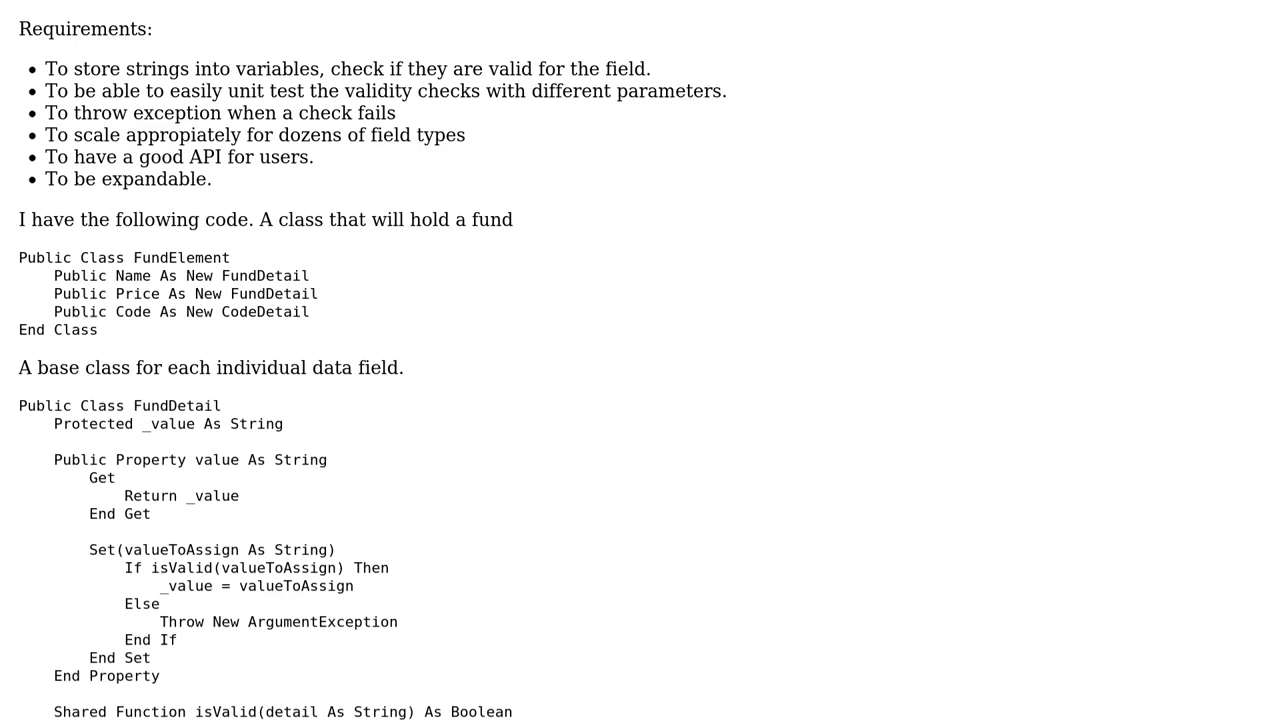 Requirements:
• To store strings into variables, check if they are valid for the field.
• To be able to easily unit test the validity checks with different parameters.
• To throw exception when a check fails
• To scale appropiately for dozens of field types
• To have a good API for users.
• To be expandable.
I have the following code. A class that will hold a fund
Public Class FundElement
    Public Name As New FundDetail
    Public Price As New FundDetail
    Public Code As New CodeDetail
End Class
A base class for each individual data field.
Public Class FundDetail
    Protected _value As String
    Public Property value As String
        Get
            Return _value
        End Get
        Set(valueToAssign As String)
            If isValid(valueToAssign) Then
                _value = valueToAssign
            Else
                Throw New ArgumentException
            End If
        End Set
    End Property
    Shared Function isValid(detail As String) As Boolean